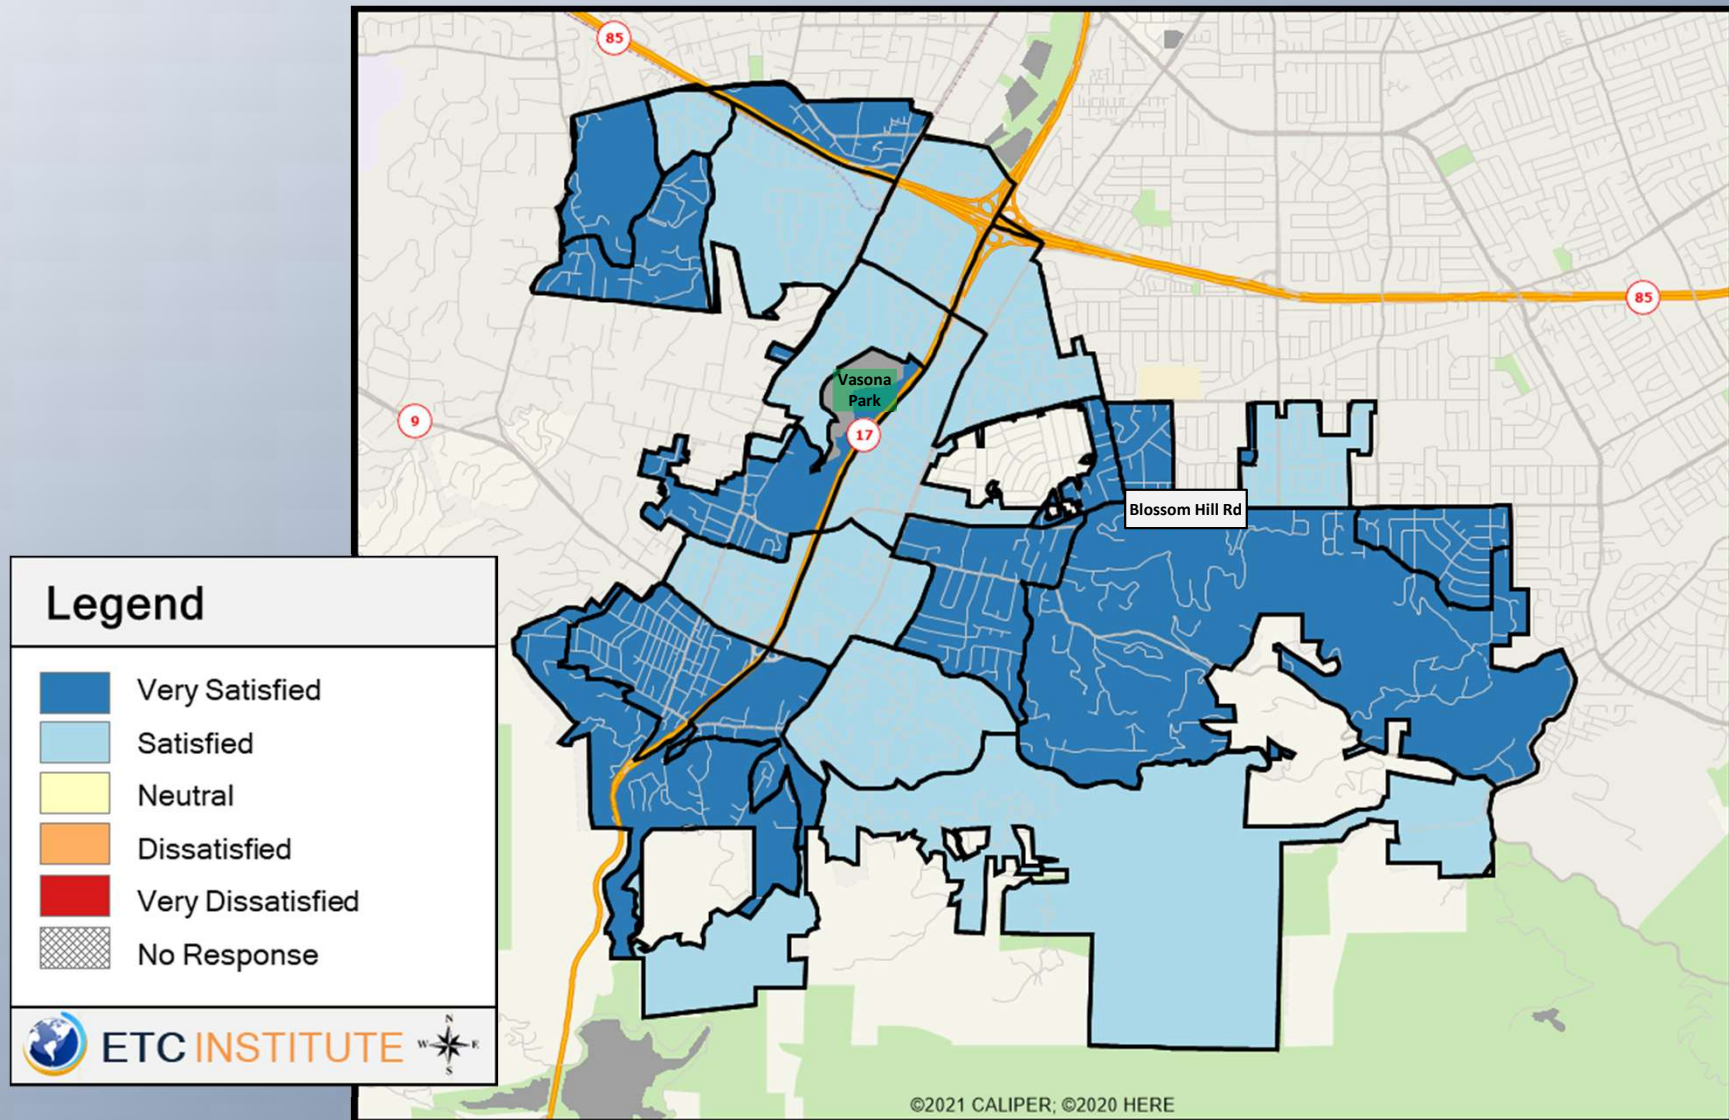 85
Vasona
Park
9
17
85
Blossom Hill Rd
Legend
Very Satisfied
Satisfied
Neutral
Dissatisfied
Very Dissatisfied
No Response
ETC INSTITUTE
N
W E
S
©2021 CALIPER; ©2020 HERE